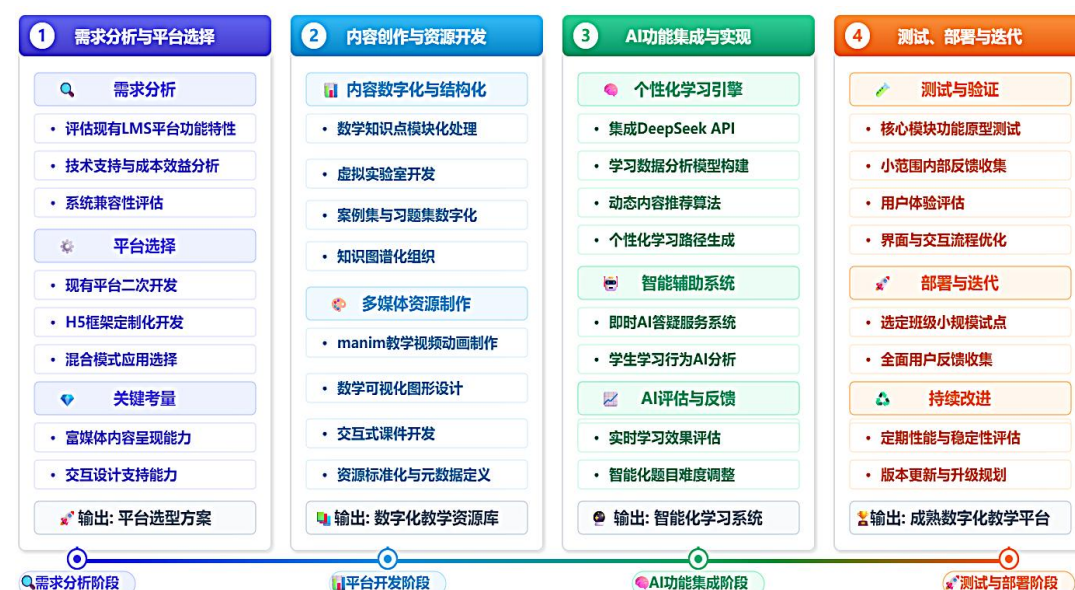 1 需求分析与平台选择
需求分析
• 评估现有LMS平台功能特性
• 技术支持与成本效益分析
• 系统兼容性评估
平台选择
• 现有平台二次开发
• H5框架定制化开发
• 混合模式应用选择
关键考量
• 富媒体内容呈现能力
• 交互设计支持能力
输出: 平台选型方案
2 内容创作与资源开发
内容数字化与结构化
• 数学知识点模块化处理
• 虚拟实验室开发
• 案例集与习题集数字化
• 知识图谱化组织
多媒体资源制作
• manim教学视频动画制作
• 数学可视化图形设计
• 交互式课件开发
• 资源标准化与元数据定义
输出: 数字化教学资源库
3 AI功能集成与实现
个性化学习引擎
• 集成DeepSeek API
• 学习数据分析模型构建
• 动态内容推荐算法
• 个性化学习路径生成
智能辅助系统
• 即时AI答疑服务系统
• 学生学习行为AI分析
AI评估与反馈
• 实时学习效果评估
• 智能化题目难度调整
输出: 智能化学习系统
4 测试、部署与迭代
测试与验证
• 核心模块功能原型测试
• 小范围内部反馈收集
• 用户体验评估
• 界面与交互流程优化
部署与迭代
• 选定班级小规模试点
• 全面用户反馈收集
持续改进
• 定期性能与稳定性评估
• 版本更新与升级规划
输出: 成熟数字化教学平台
需求分析阶段
平台开发阶段
AI功能集成阶段
测试与部署阶段